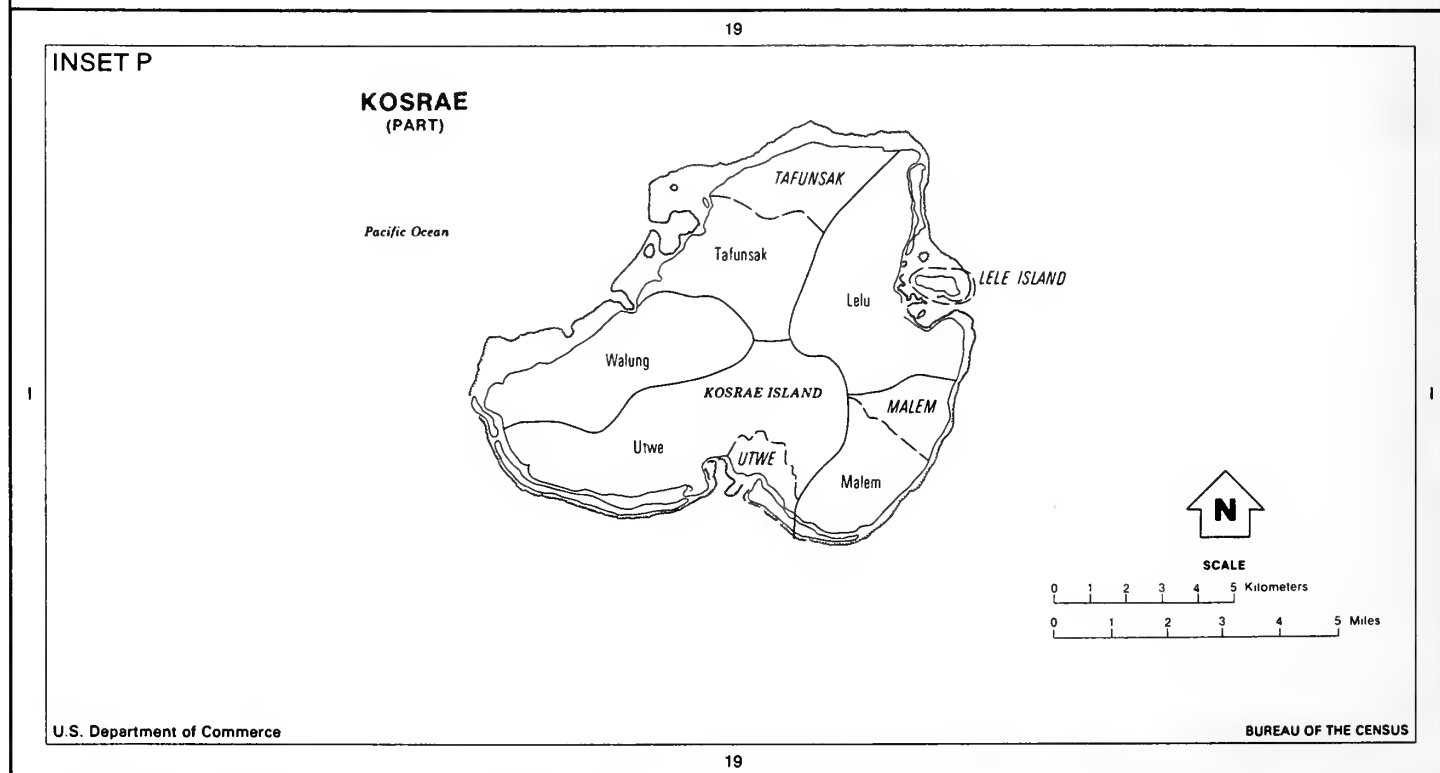 19
INSET P
KOSRAE
(PART)
TAFUNSAK
Pacific Ocean
Tafunsak
LELE ISLAND
Lelu
Walung
KOSRAE ISLAND
MALEM
I
I
Utwe
UTWE
Malem
N
SCALE
0 1 2 3 4 5 Kilometers
0 1 2 3 4 5 Miles
U.S. Department of Commerce
BUREAU OF THE CENSUS
19